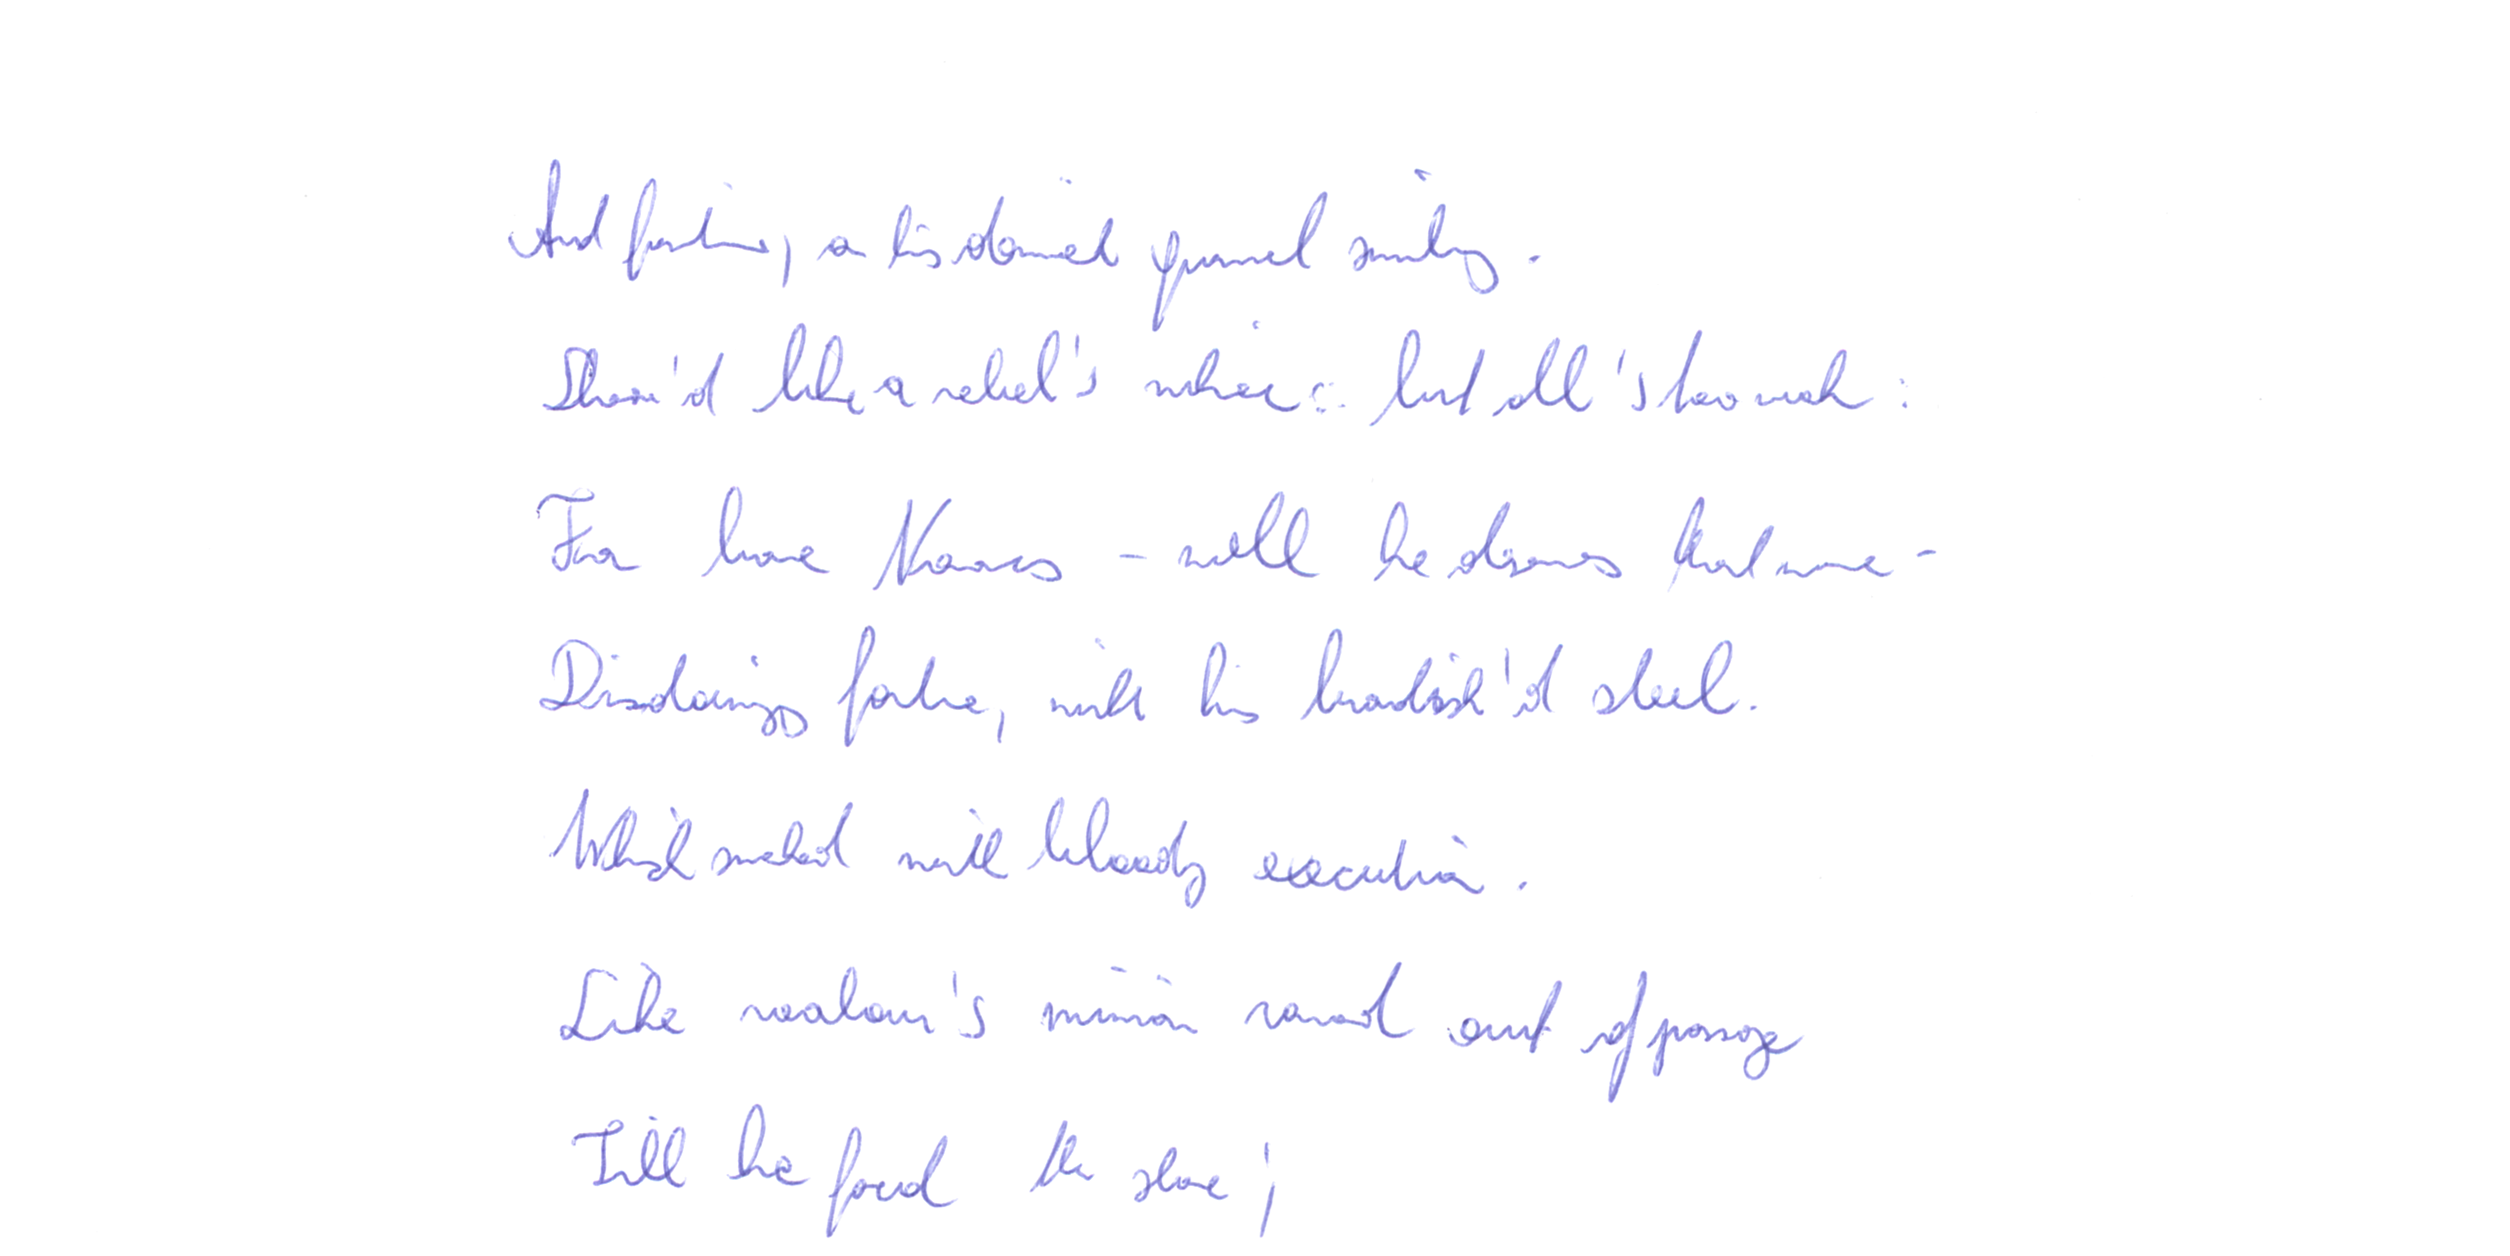 And fortune, on his damned quarrel smiling.
Show'd like a rebel's whore: but all's too weak:
For brave Macbeth - well he deserves that name -
Disdaining fortune, with his brandish'd steel.
Which smoked with bloody execution.
Like valour's minion carved out of passage
Till he faced the slave;